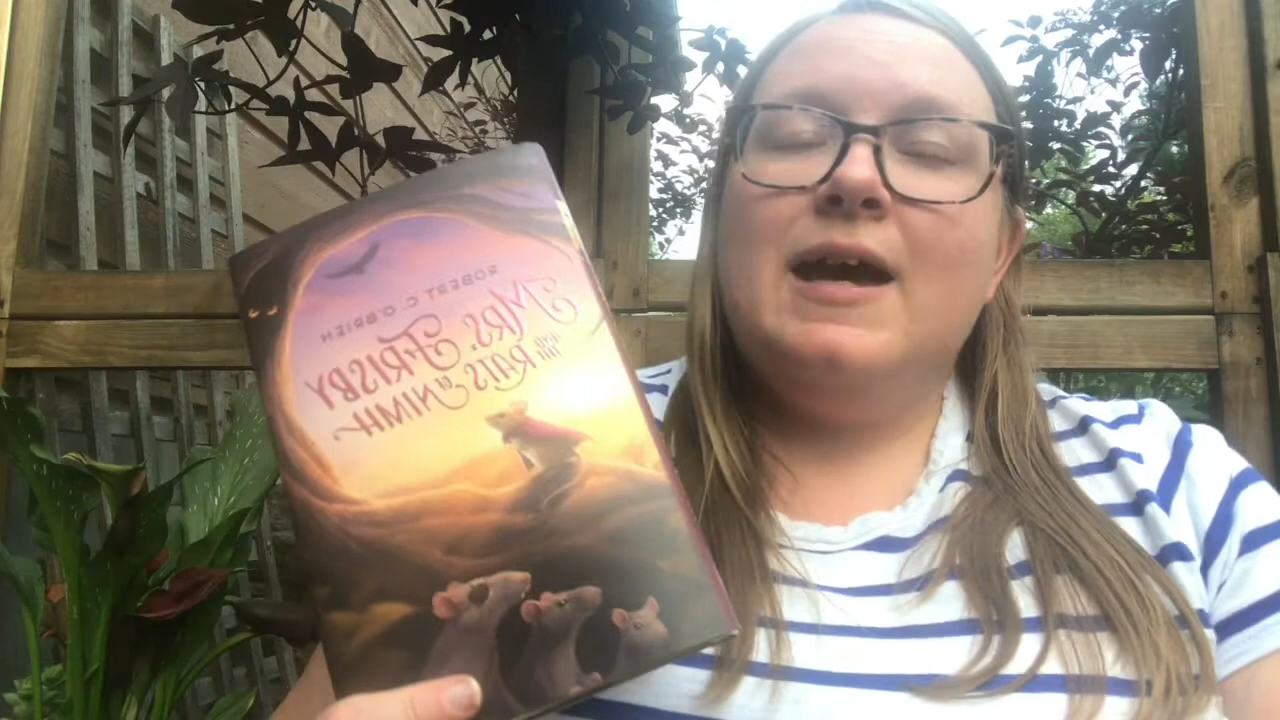 ROBERT C. O'BRIEN
MRS. FRISBY
AND THE RATS OF
NIMH